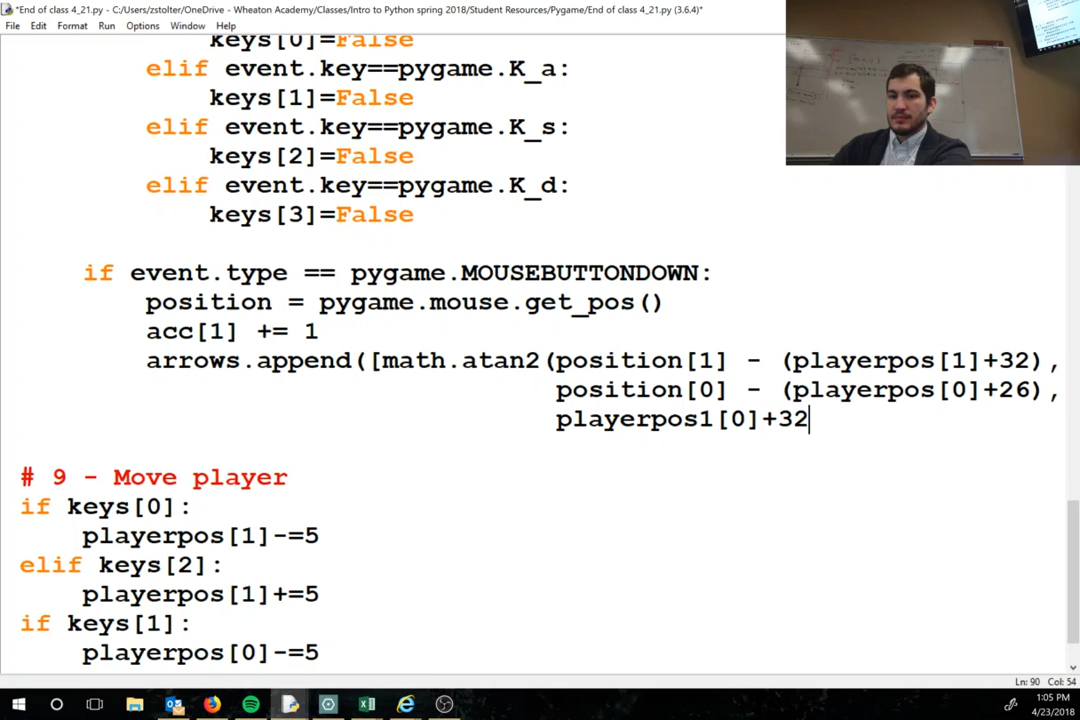 *"End of class 4_21.py - C:/Users/zstolter/OneDrive - Wheaton Academy/Classes/Intro to Python spring 2018/Student Resources/Pygame/End of class 4_21.py (3.6.4)*
File Edit Format Run Options Window Help
keys[0]=False
elif event.key==pygame.K_a:
keys[1]=False
elif event.key==pygame.K_s:
keys[2]=False
elif event.key==pygame.K_d:
keys[3]=False
if event.type == pygame.MOUSEBUTTONDOWN:
position = pygame.mouse.get_pos()
acc[1] += 1
arrows.append([math.atan2(position[1] - (playerpos[1]+32),
position[0] - (playerpos[0]+26),
playerpos1[0]+32
# 9 - Move player
if keys[0]:
playerpos[1]-=5
elif keys[2]:
playerpos[1]+=5
if keys[1]:
playerpos[0]-=5
Ln: 90 Col: 54
1:05 PM
4/23/2018